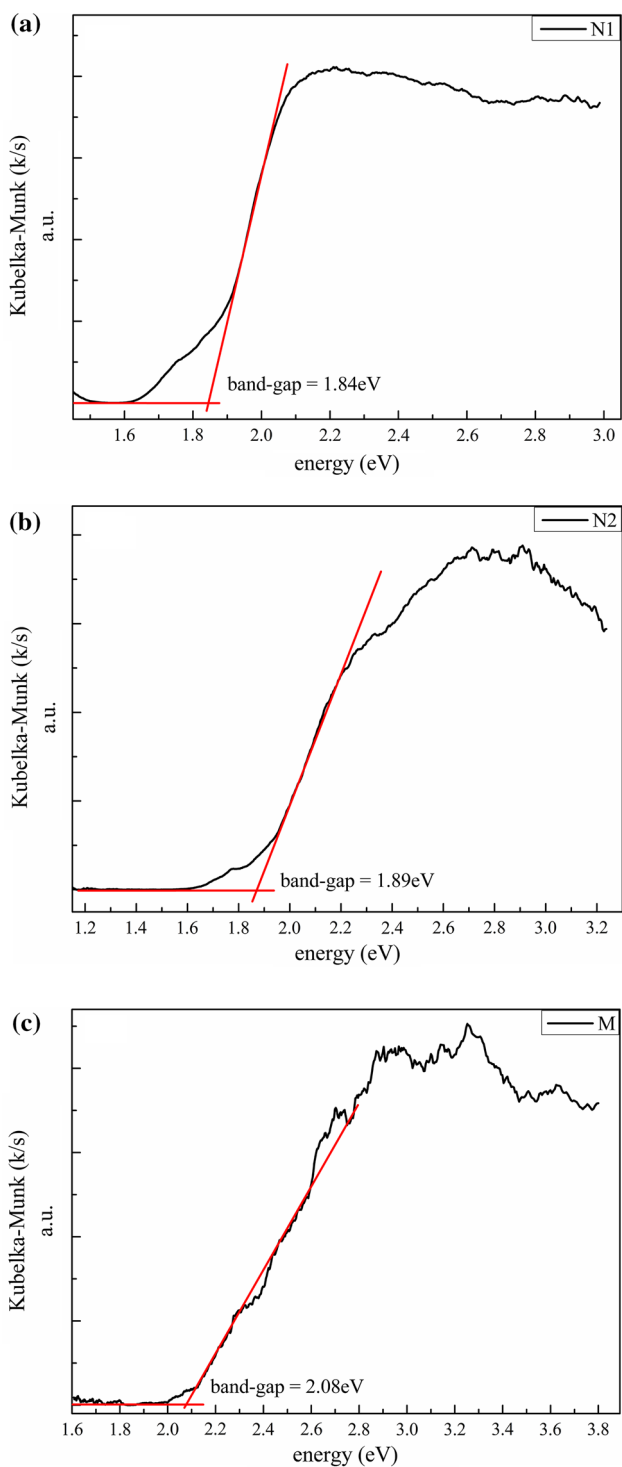 (a)
N1
Kubelka-Munk (k/s)
a.u.
band-gap = 1.84eV
1.6 1.8 2.0 2.2 2.4 2.6 2.8 3.0
energy (eV)
(b)
N2
Kubelka-Munk (k/s)
a.u.
band-gap = 1.89eV
1.2 1.4 1.6 1.8 2.0 2.2 2.4 2.6 2.8 3.0 3.2
energy (eV)
(c)
M
Kubelka-Munk (k/s)
a.u.
band-gap = 2.08eV
1.6 1.8 2.0 2.2 2.4 2.6 2.8 3.0 3.2 3.4 3.6 3.8
energy (eV)